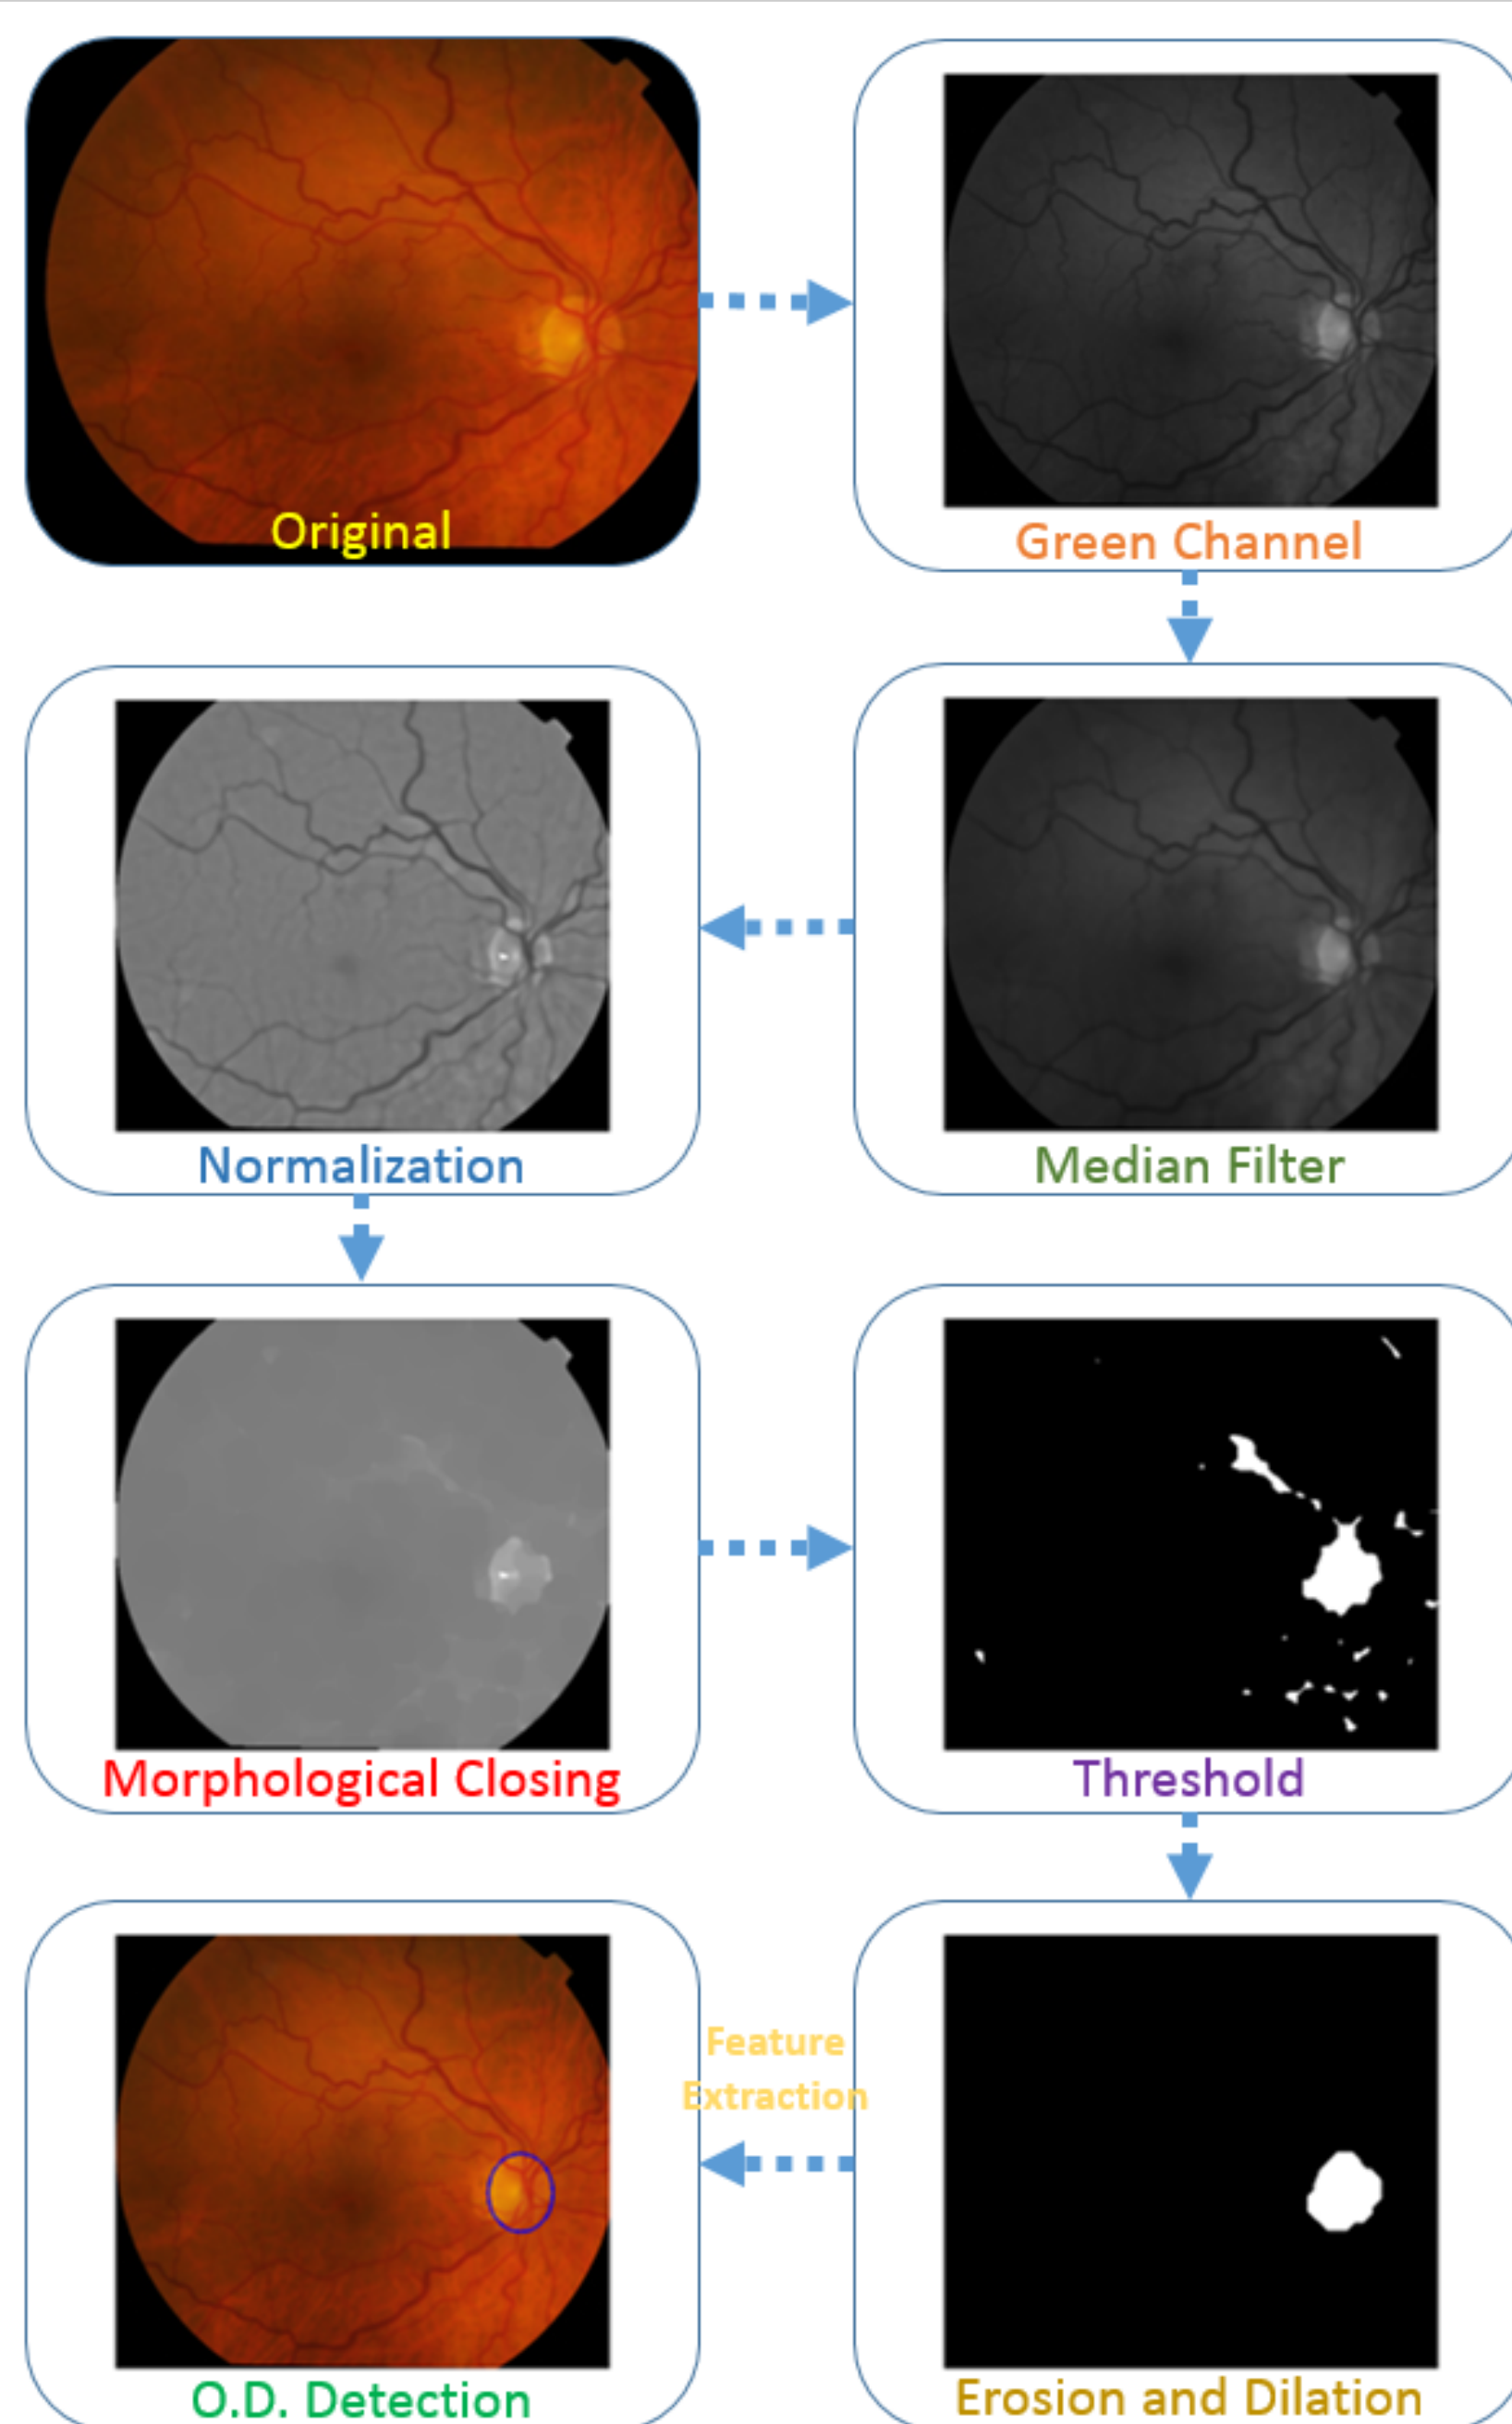 Original
Green Channel
Normalization
Median Filter
Morphological Closing
Threshold
Feature
Extraction
O.D. Detection
Erosion and Dilation